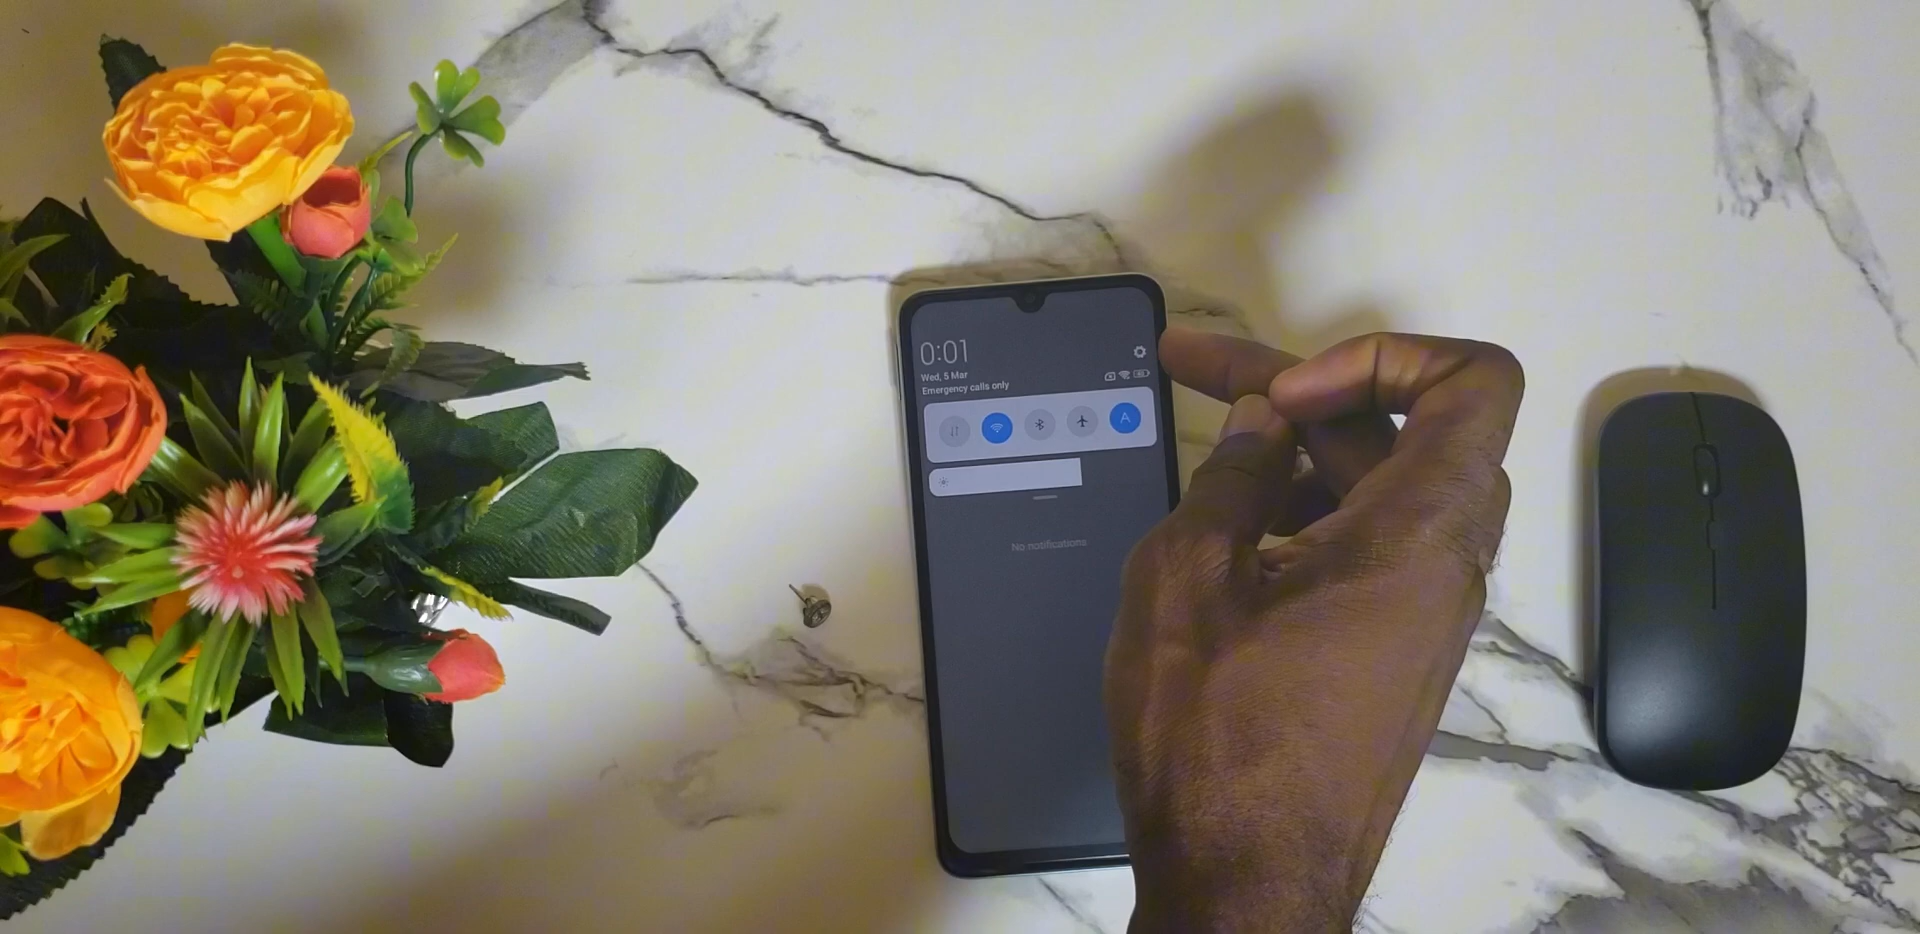 0:01
Wed, 5 Mar
Emergency calls only
A
No notifications